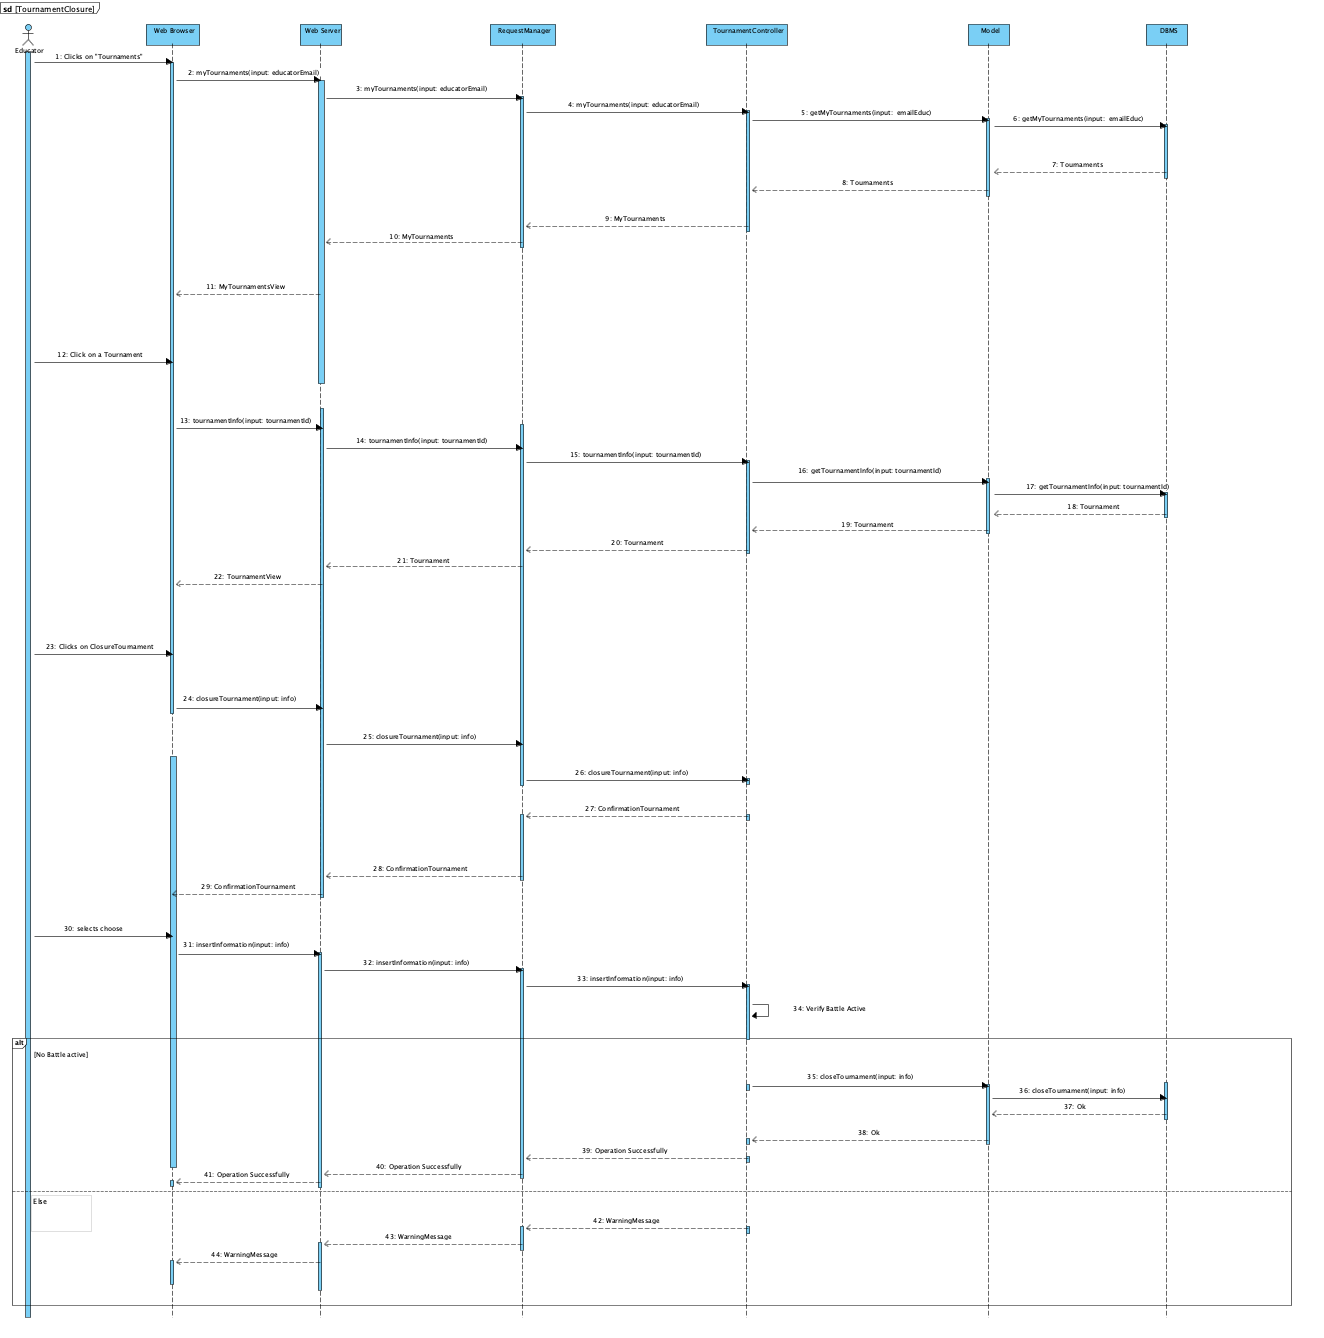 sd [TournamentClosure]
Educator
Web Browser
Web Server
RequestManager
TournamentController
Model
DBMS
1: Clicks on "Tournaments"
2: myTournaments(input: educatorEmail)
3: myTournaments(input: educatorEmail)
4: myTournaments(input: educatorEmail)
5: getMyTournaments(input: emailEduc)
6: getMyTournaments(input: emailEduc)
7: Tournaments
8: Tournaments
9: MyTournaments
10: MyTournaments
11: MyTournamentsView
12: Click on a Tournament
13: tournamentInfo(input: tournamentId)
14: tournamentInfo(input: tournamentId)
15: tournamentInfo(input: tournamentId)
16: getTournamentInfo(input: tournamentId)
17: getTournamentInfo(input: tournamentId)
18: Tournament
19: Tournament
20: Tournament
21: Tournament
22: TournamentView
23: Clicks on ClosureTournament
24: closureTournament(input: info)
25: closureTournament(input: info)
26: closureTournament(input: info)
27: ConfirmationTournament
28: ConfirmationTournament
29: ConfirmationTournament
30: selects choose
31: insertInformation(input: info)
32: insertInformation(input: info)
33: insertInformation(input: info)
34: Verify Battle Active
alt
[No Battle active]
35: closeTournament(input: info)
36: closeTournament(input: info)
37: Ok
38: Ok
39: Operation Successfully
40: Operation Successfully
41: Operation Successfully
Else
42: WarningMessage
43: WarningMessage
44: WarningMessage